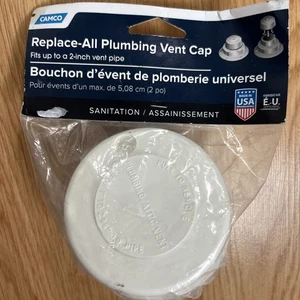 CAMCO
Replace-All Plumbing Vent Cap
Fits up to a 2-inch vent pipe
Bouchon d'évent de plomberie universel
Pour évents d'un max. de 5,08 cm (2 po)
MADE IN
USA
É.U.
SANITATION / ASSAINISSEMENT